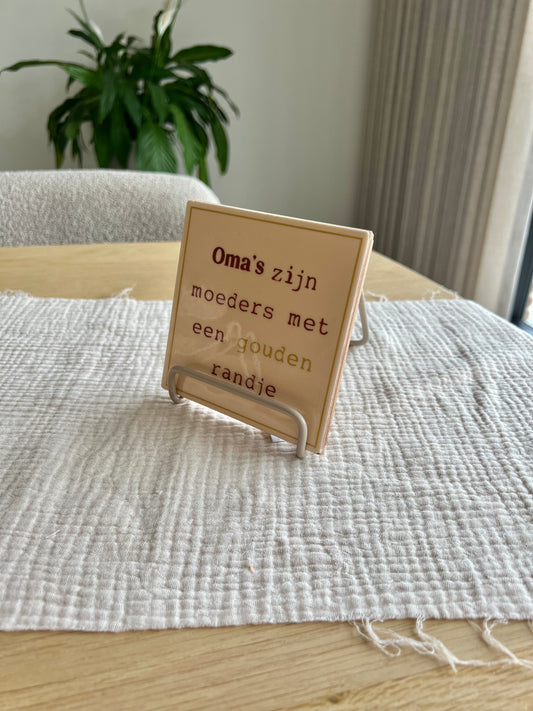 Oma's zijn
moeders met
een gouden
randje